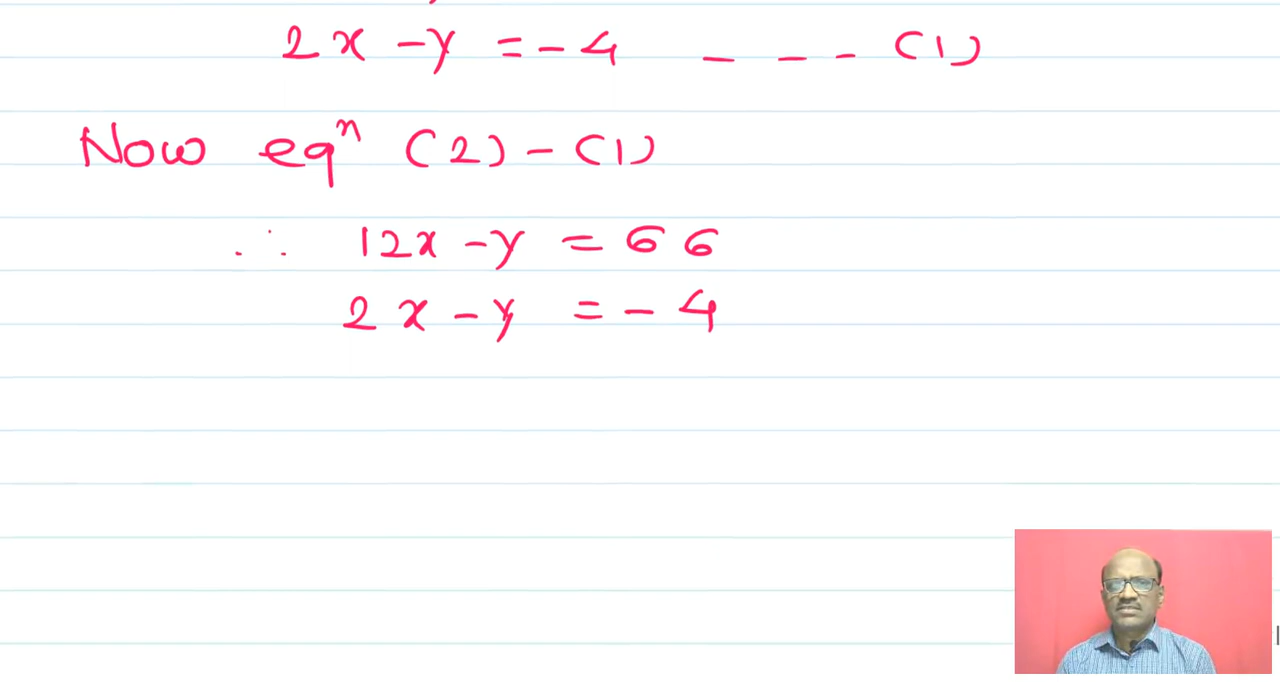 2x - y = - 4 - - - (1)
Now eqⁿ (2) - (1)
∴ 12x - y = 66
2x - y = - 4